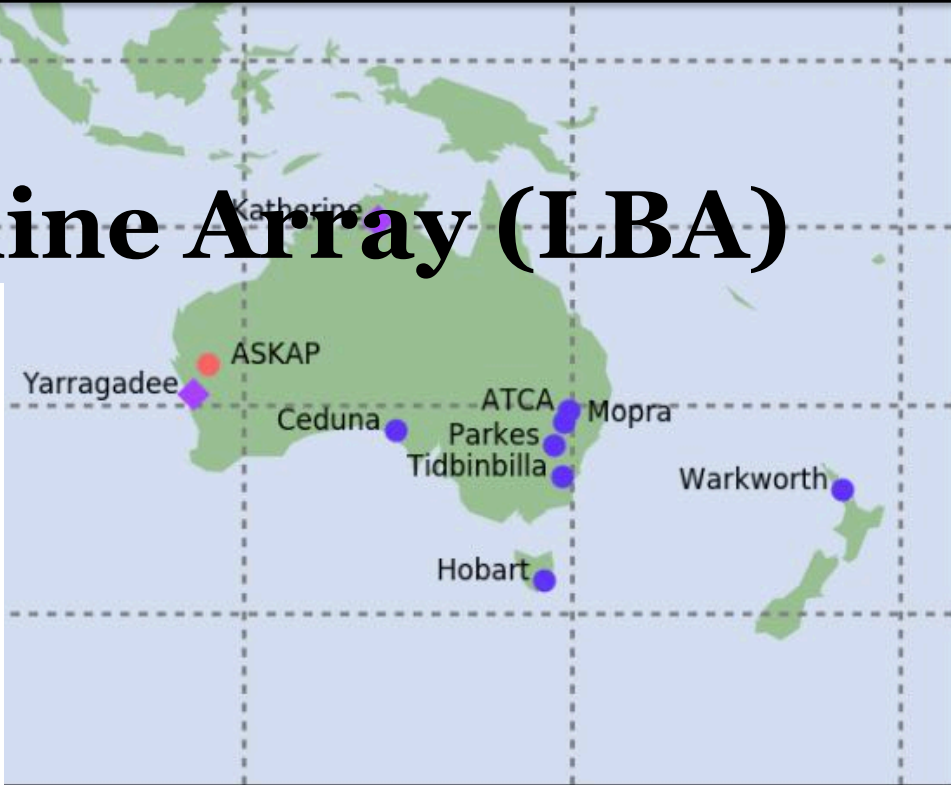 Katherine
ine Array (LBA)
ASKAP
Yarragadee
ATCA
Mopra
Ceduna
Parkes
Tidbinbilla
Warkworth
Hobart